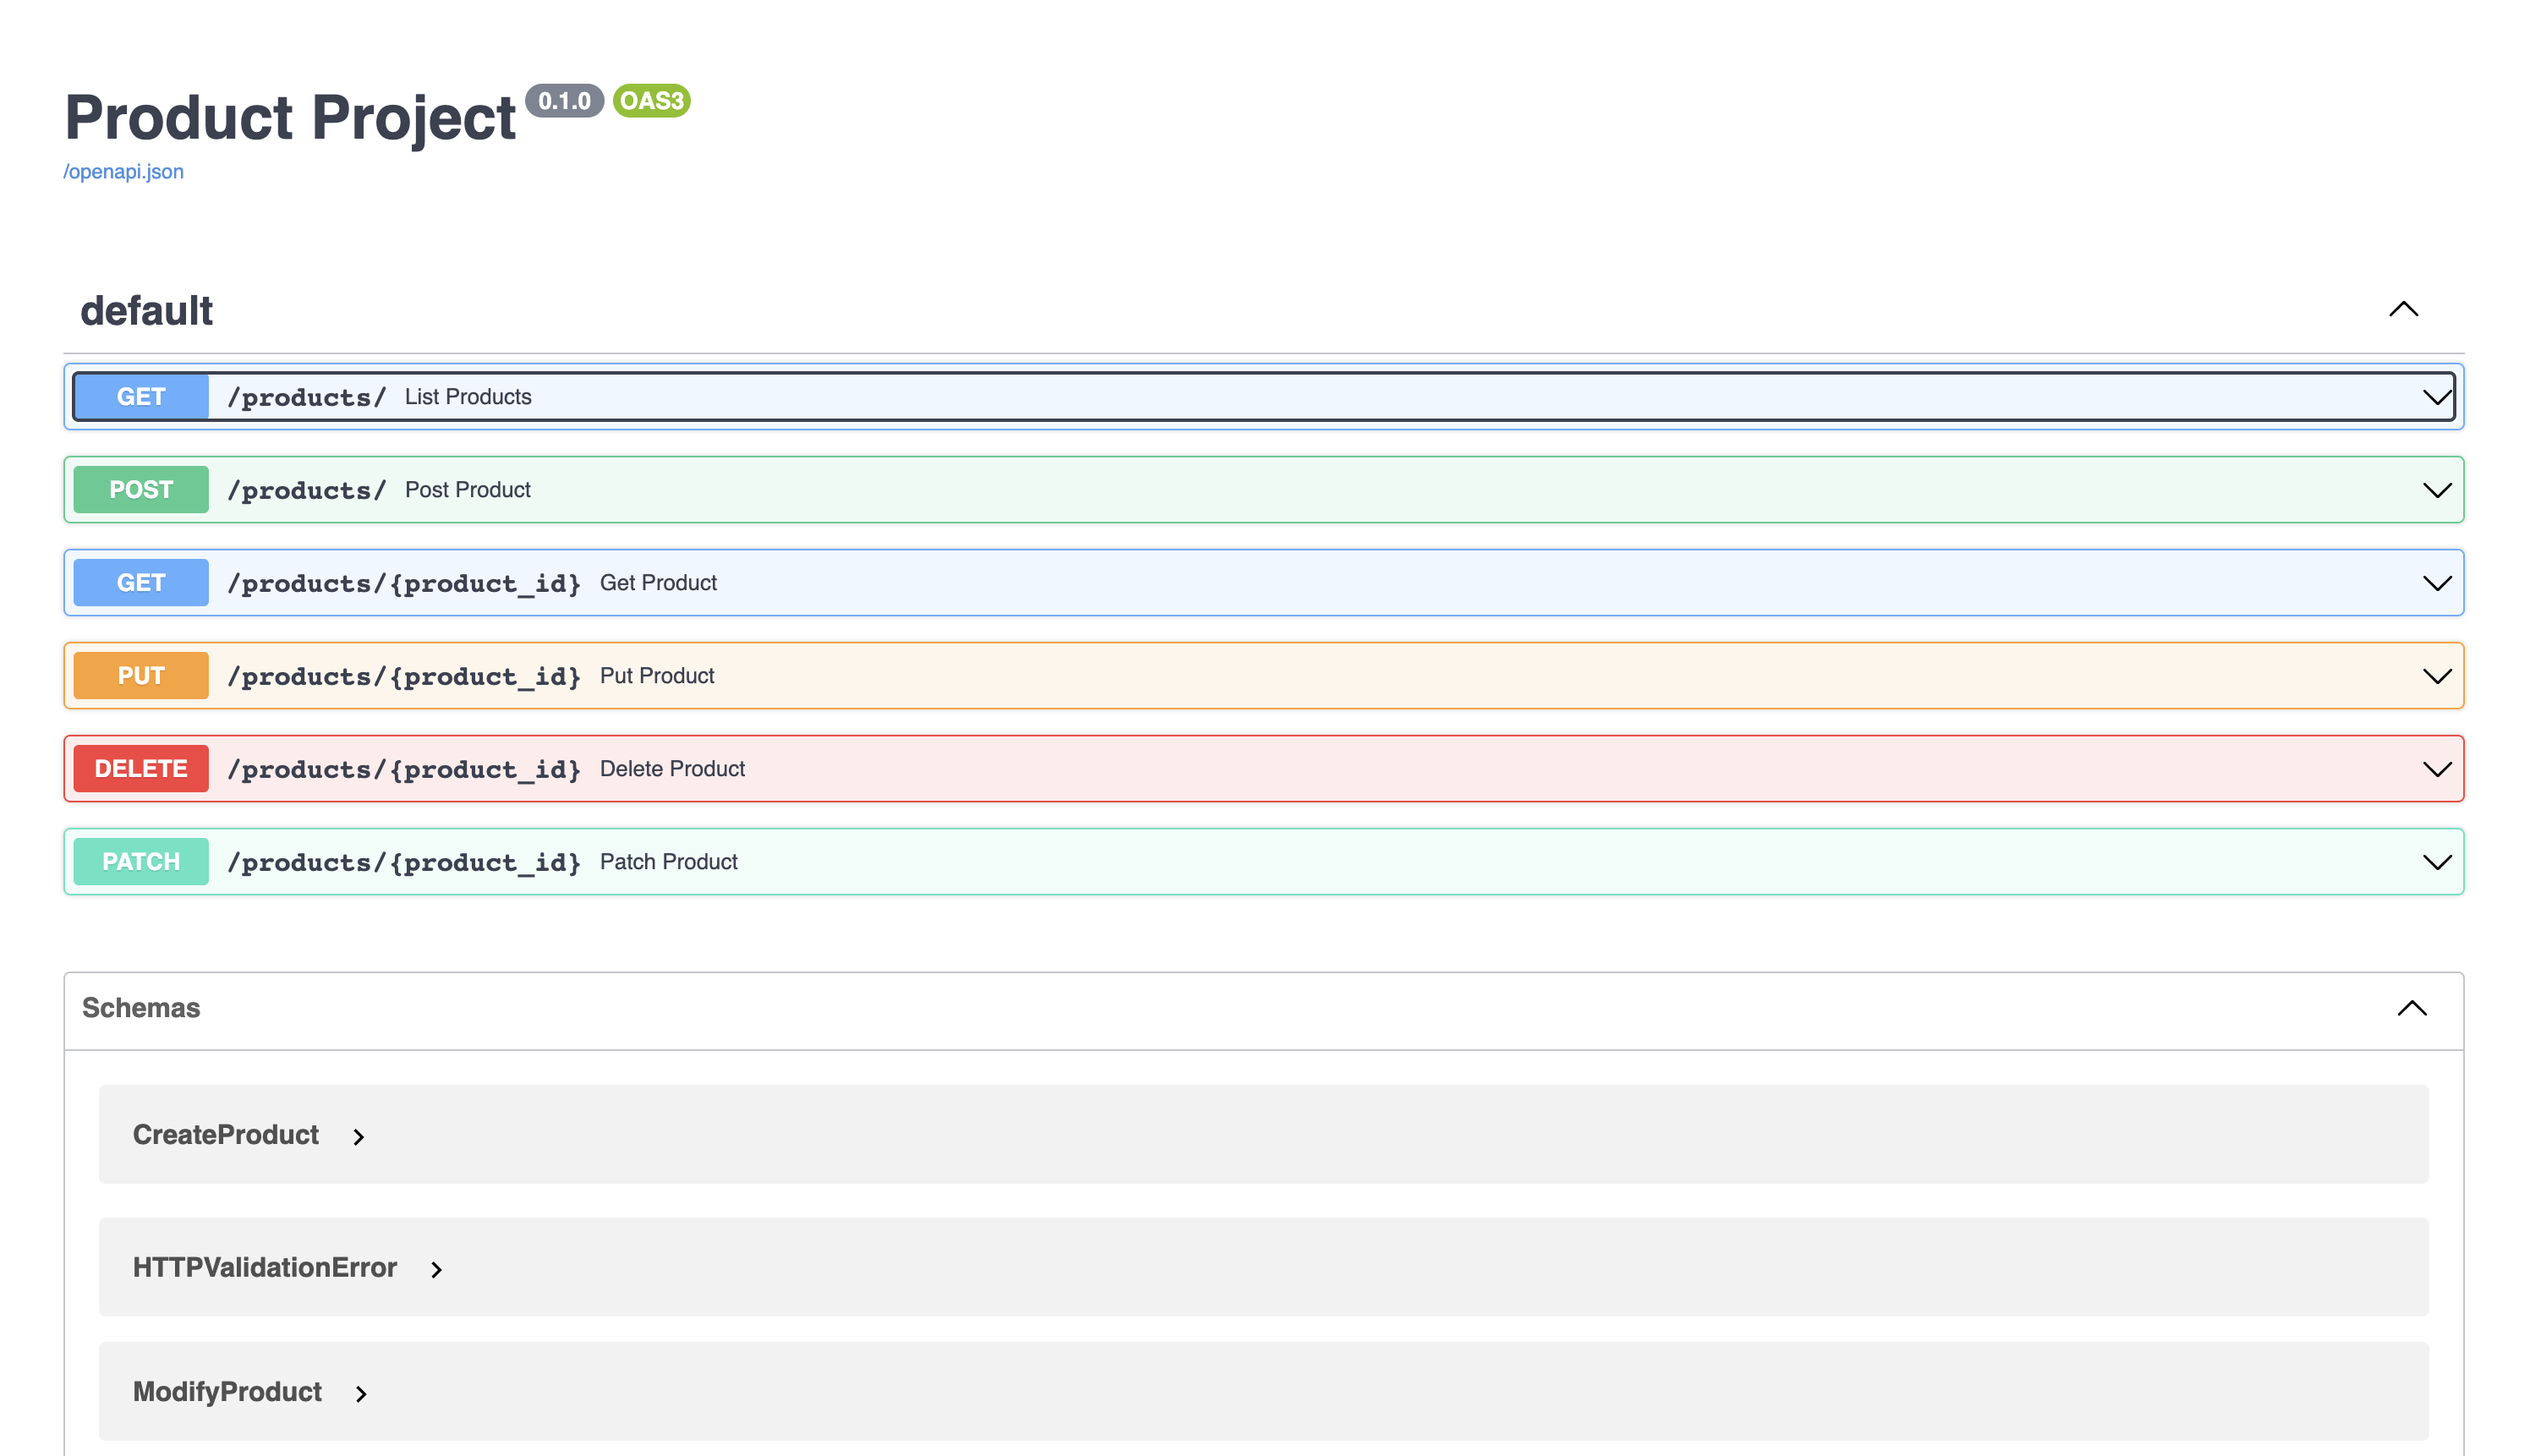 Product Project 0.1.0 OAS3
/openapi.json
default
GET /products/ List Products
POST /products/ Post Product
GET /products/{product_id} Get Product
PUT /products/{product_id} Put Product
DELETE /products/{product_id} Delete Product
PATCH /products/{product_id} Patch Product
Schemas
CreateProduct
HTTPValidationError
ModifyProduct